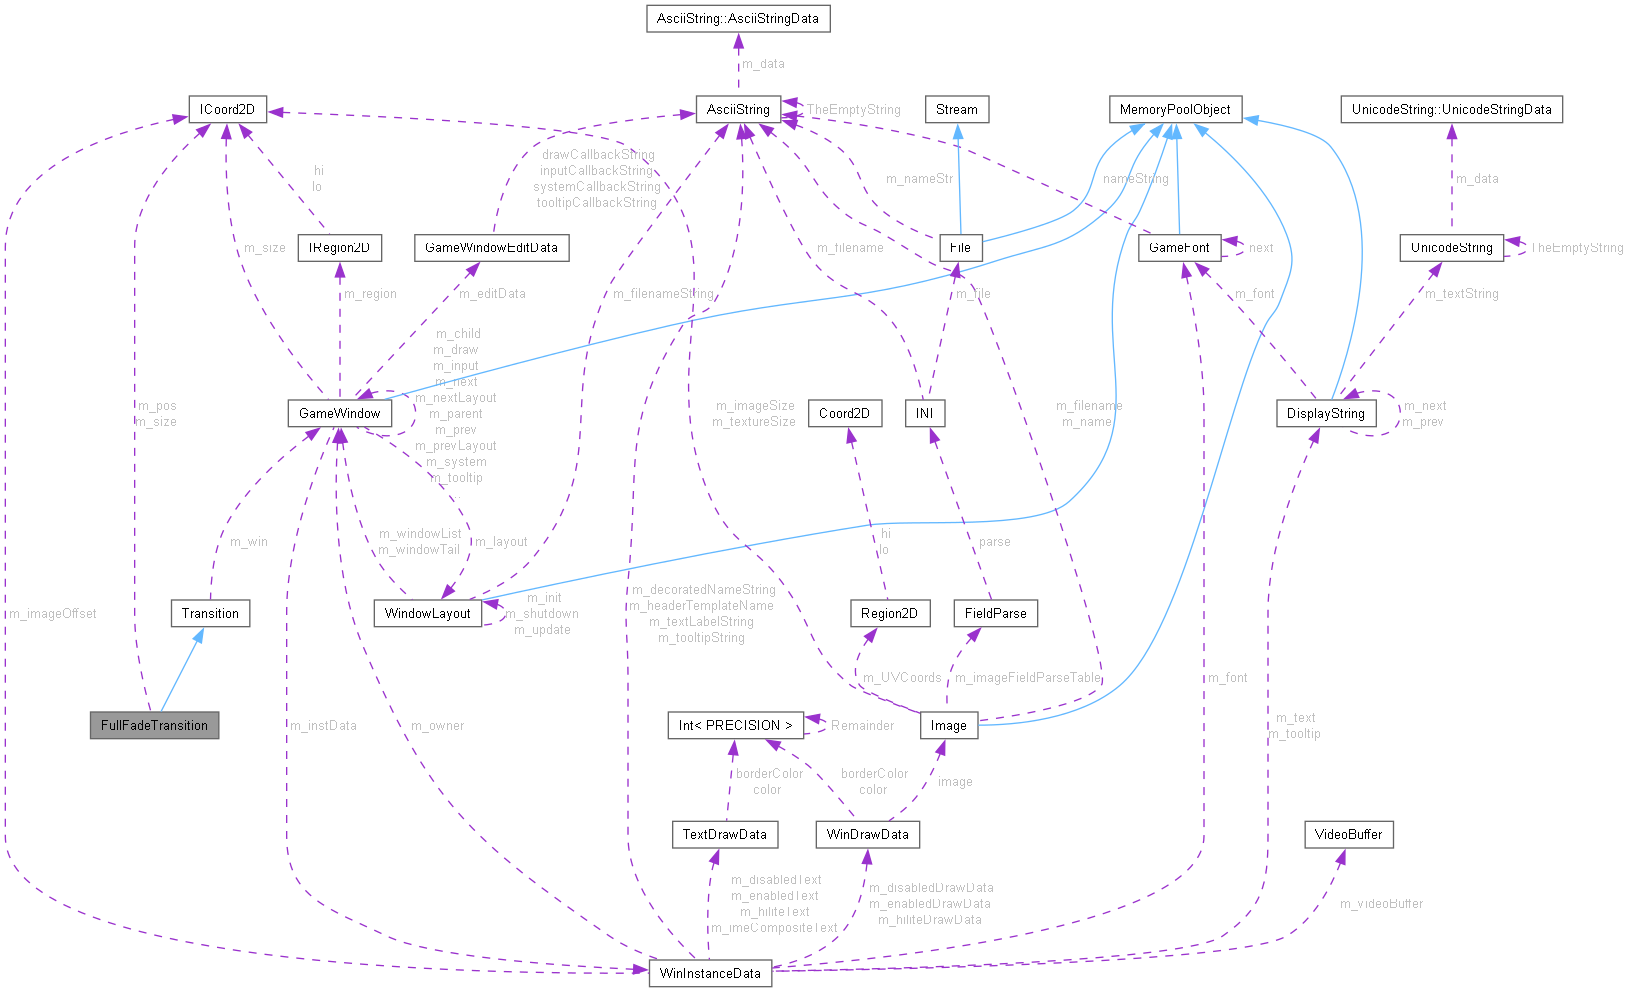 AsciiString::AsciiStringData
m_data
ICoord2D
AsciiString
TheEmptyString
Stream
MemoryPoolObject
UnicodeString::UnicodeStringData
hi
lo
drawCallbackString
inputCallbackString
systemCallbackString
tooltipCallbackString
m_nameStr
nameString
m_data
m_size
IRegion2D
GameWindowEditData
m_filename
File
GameFont
next
UnicodeString
TheEmptyString
m_region
m_editData
m_filenameString
m_file
m_font
m_textString
m_child
m_draw
m_input
m_next
m_nextLayout
m_parent
m_prev
m_prevLayout
m_system
m_tooltip
...
m_pos
m_size
GameWindow
m_imageSize
m_textureSize
Coord2D
INI
m_filename
m_name
DisplayString
m_next
m_prev
m_win
m_windowList
m_windowTail
m_layout
hi
lo
parse
m_imageOffset
Transition
WindowLayout
m_init
m_shutdown
m_update
m_decoratedNameString
m_headerTemplateName
m_textLabelString
m_tooltipString
Region2D
FieldParse
m_UVCoords
m_imageFieldParseTable
m_font
FullFadeTransition
m_instData
m_owner
Int< PRECISION >
Remainder
Image
m_text
m_tooltip
borderColor
color
borderColor
color
image
TextDrawData
WinDrawData
VideoBuffer
m_disabledText
m_enabledText
m_hiliteText
m_imeCompositeText
m_disabledDrawData
m_enabledDrawData
m_hiliteDrawData
m_videoBuffer
WinInstanceData